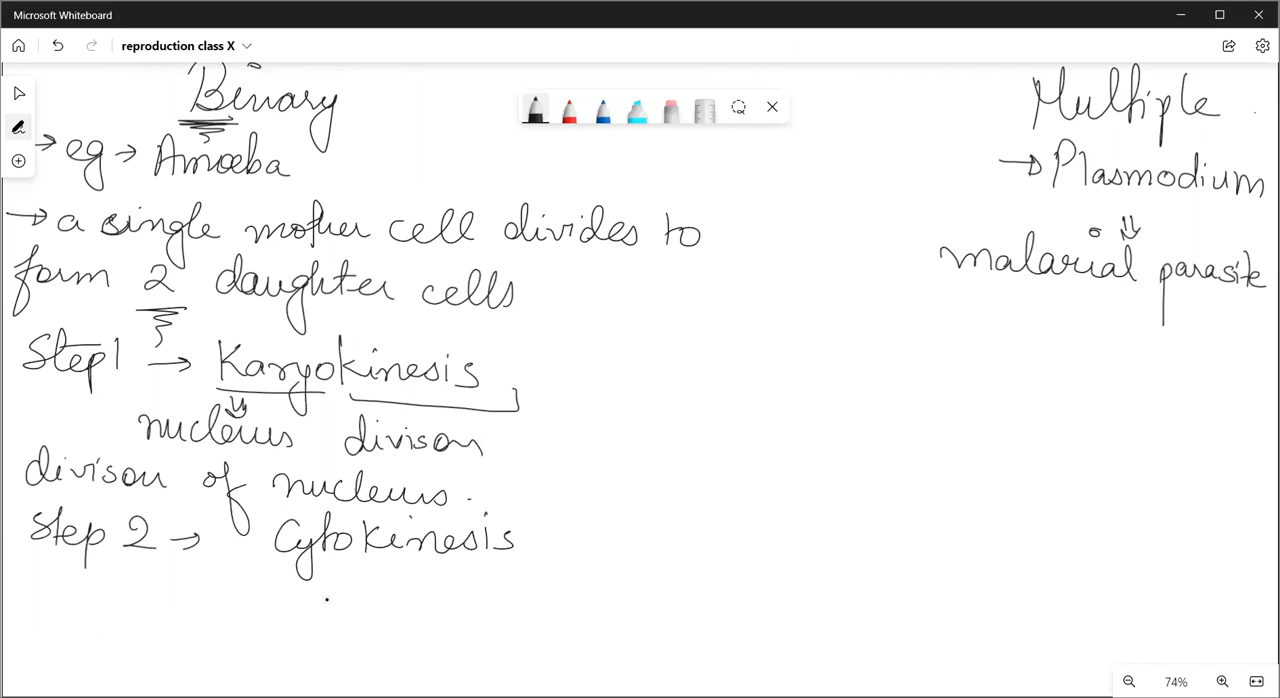 Microsoft Whiteboard
reproduction class X
Binary
→ eg → Amoeba
→ a single mother cell divides to
form 2 daughter cells
Step 1 → Karyokinesis
nucleus divison
divison of nucleus.
Step 2 → Cytokinesis
Multiple
→ Plasmodium
malarial parasite
74%